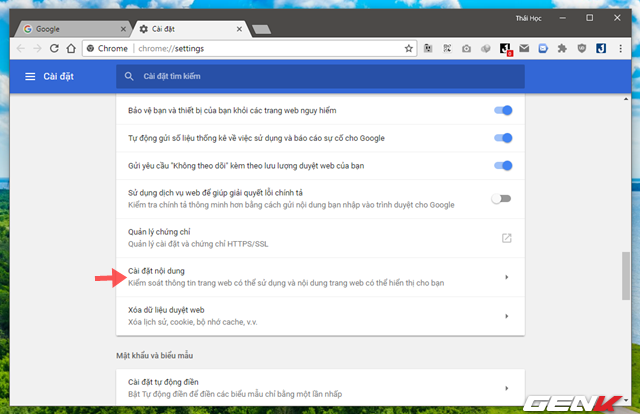 Thái Học
Google
Cài đặt
Chrome
chrome://settings
5
Cài đặt
Cài đặt tìm kiếm
Bảo vệ bạn và thiết bị của bạn khỏi các trang web nguy hiểm
Tự động gửi số liệu thống kê về việc sử dụng và báo cáo sự cố cho Google
Gửi yêu cầu "Không theo dõi" kèm theo lưu lượng duyệt web của bạn
Sử dụng dịch vụ web để giúp giải quyết lỗi chính tả
Kiểm tra chính tả thông minh hơn bằng cách gửi nội dung bạn nhập vào trình duyệt cho Google
Quản lý chứng chỉ
Quản lý cài đặt và chứng chỉ HTTPS/SSL
Cài đặt nội dung
Kiểm soát thông tin trang web có thể sử dụng và nội dung trang web có thể hiển thị cho bạn
Xóa dữ liệu duyệt web
Xóa lịch sử, cookie, bộ nhớ cache, v.v.
Mật khẩu và biểu mẫu
Cài đặt tự động điền
Bật Tự động điền để điền các biểu mẫu chỉ bằng một lần nhấp
GENK